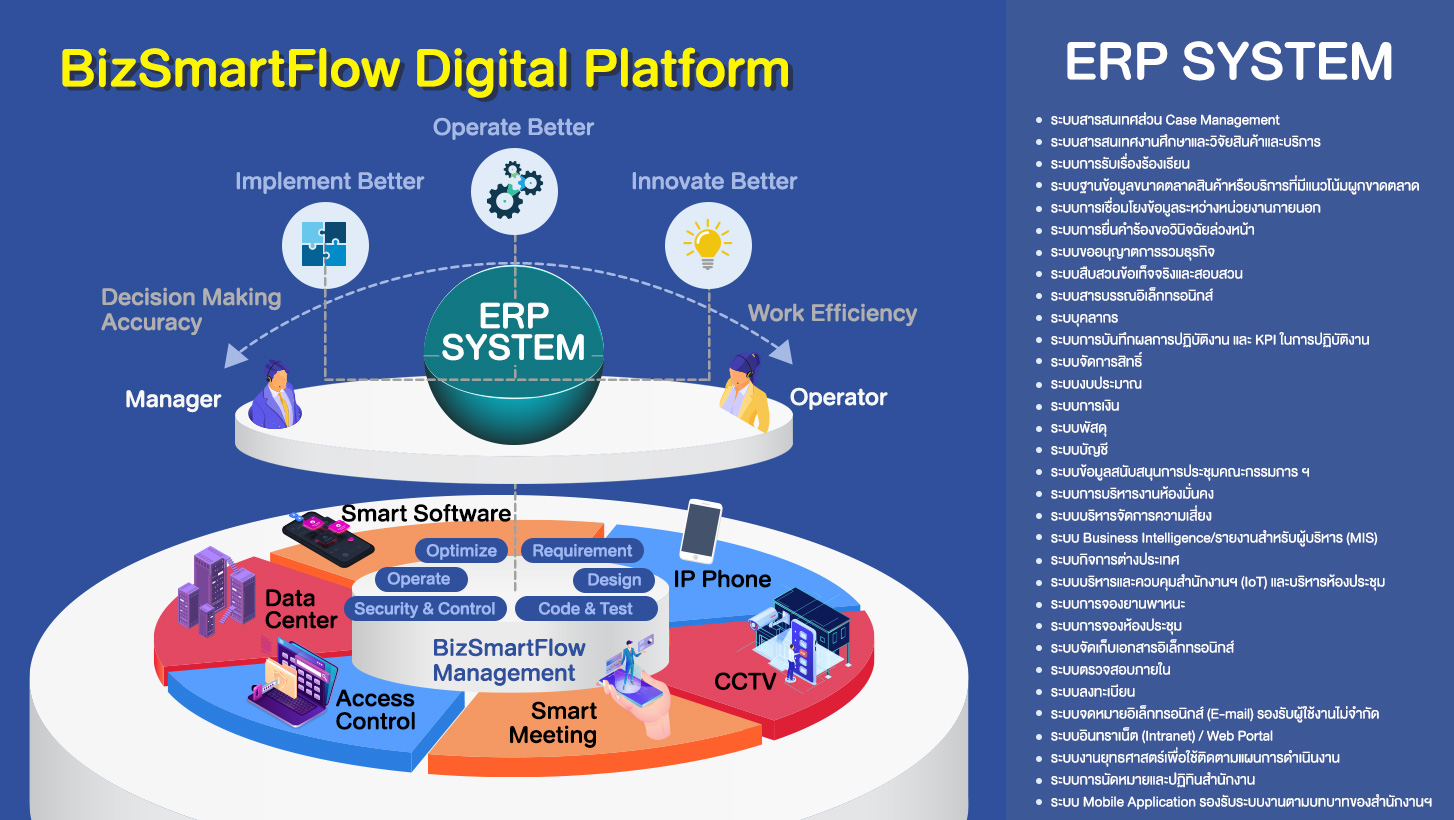 BizSmartFlow Digital Platform
Operate Better
Implement Better
Innovate Better
Decision Making
Accuracy
Work Efficiency
ERP
SYSTEM
Manager
Operator
Smart Software
Optimize
Requirement
Operate
Design
Security & Control
Code & Test
IP Phone
Data
Center
BizSmartFlow
Management
CCTV
Access
Control
Smart
Meeting
ERP SYSTEM
• ระบบสารสนเทศส่วน Case Management
• ระบบสารสนเทศงานศึกษาและวิจัยสินค้าและบริการ
• ระบบการรับเรื่องร้องเรียน
• ระบบฐานข้อมูลขนาดตลาดสินค้าหรือบริการที่มีแนวโน้มผูกขาดตลาด
• ระบบการเชื่อมโยงข้อมูลระหว่างหน่วยงานภายนอก
• ระบบการยื่นคำร้องขอวินิจฉัยล่วงหน้า
• ระบบขออนุญาตการรวมธุรกิจ
• ระบบสืบสวนข้อเท็จจริงและสอบสวน
• ระบบสารบรรณอิเล็กทรอนิกส์
• ระบบุคลากร
• ระบบการบันทึกผลการปฏิบัติงาน และ KPI ในการปฏิบัติงาน
• ระบบจัดการสิทธิ์
• ระบบงบประมาณ
• ระบบการเงิน
• ระบบพัสดุ
• ระบบบัญชี
• ระบบข้อมูลสนับสนุนการประชุมคณะกรรมการ ฯ
• ระบบการบริหารงานห้องมั่นคง
• ระบบบริหารจัดการความเสี่ยง
• ระบบ Business Intelligence/รายงานสำหรับผู้บริหาร (MIS)
• ระบบกิจการต่างประเทศ
• ระบบบริหารและควบคุมสำนักงานฯ (IoT) และบริหารห้องประชุม
• ระบบการจองยานพาหนะ
• ระบบการจองห้องประชุม
• ระบบจัดเก็บเอกสารอิเล็กทรอนิกส์
• ระบบตรวจสอบภายใน
• ระบบลงทะเบียน
• ระบบจดหมายอิเล็กทรอนิกส์ (E-mail) รองรับผู้ใช้งานไม่จำกัด
• ระบบอินทราเน็ต (Intranet) / Web Portal
• ระบบงานยุทธศาสตร์เพื่อใช้ติดตามแผนการดำเนินงาน
• ระบบการนัดหมายและปฏิทินสำนักงาน
• ระบบ Mobile Application รองรับระบบงานตามบทบาทของสำนักงานฯ